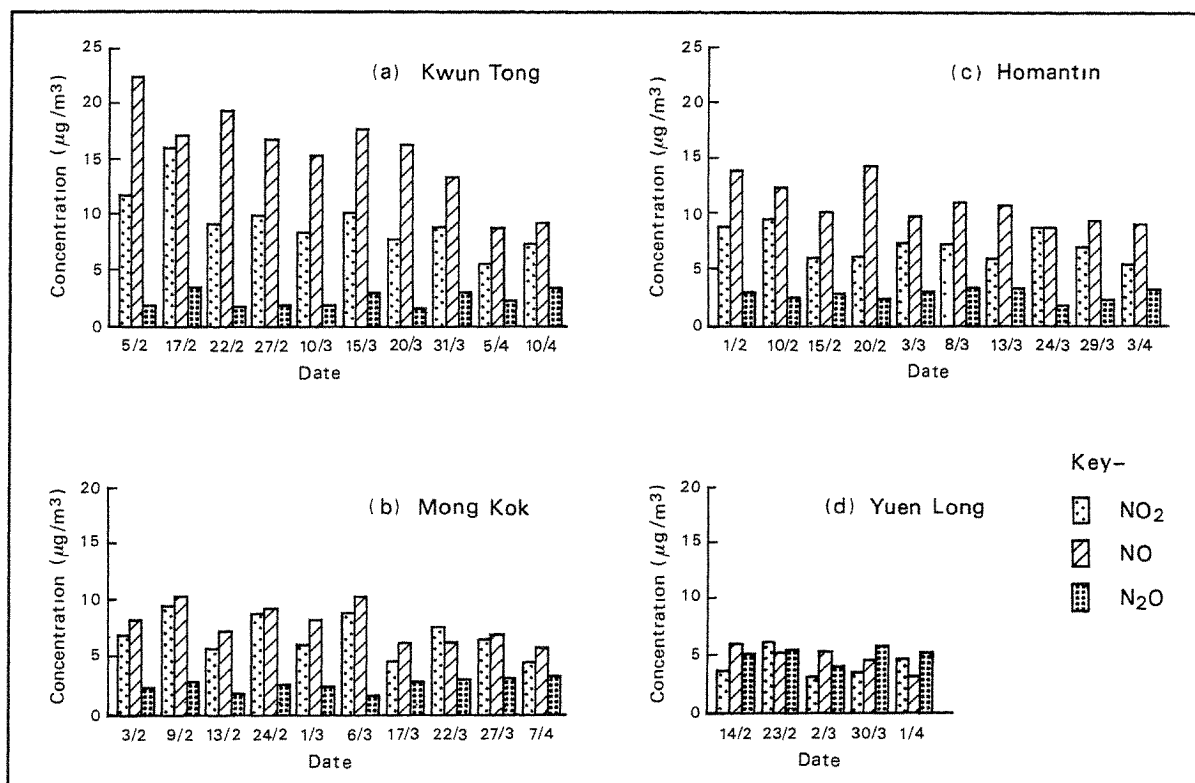 (a) Kwun Tong
Concentration (µg/m3)
25
20
15
10
5
0
5/2 17/2 22/2 27/2 10/3 15/3 20/3 31/3 5/4 10/4
Date
(c) Homantin
Concentration (µg/m3)
25
20
15
10
5
0
1/2 10/2 15/2 20/2 3/3 8/3 13/3 24/3 29/3 3/4
Date
(b) Mong Kok
Concentration (µg/m3)
20
15
10
5
0
3/2 9/2 13/2 24/2 1/3 6/3 17/3 22/3 27/3 7/4
Date
(d) Yuen Long
Concentration (µg/m3)
20
15
10
5
0
14/2 23/2 2/3 30/3 1/4
Date
Key-
NO2
NO
N2O